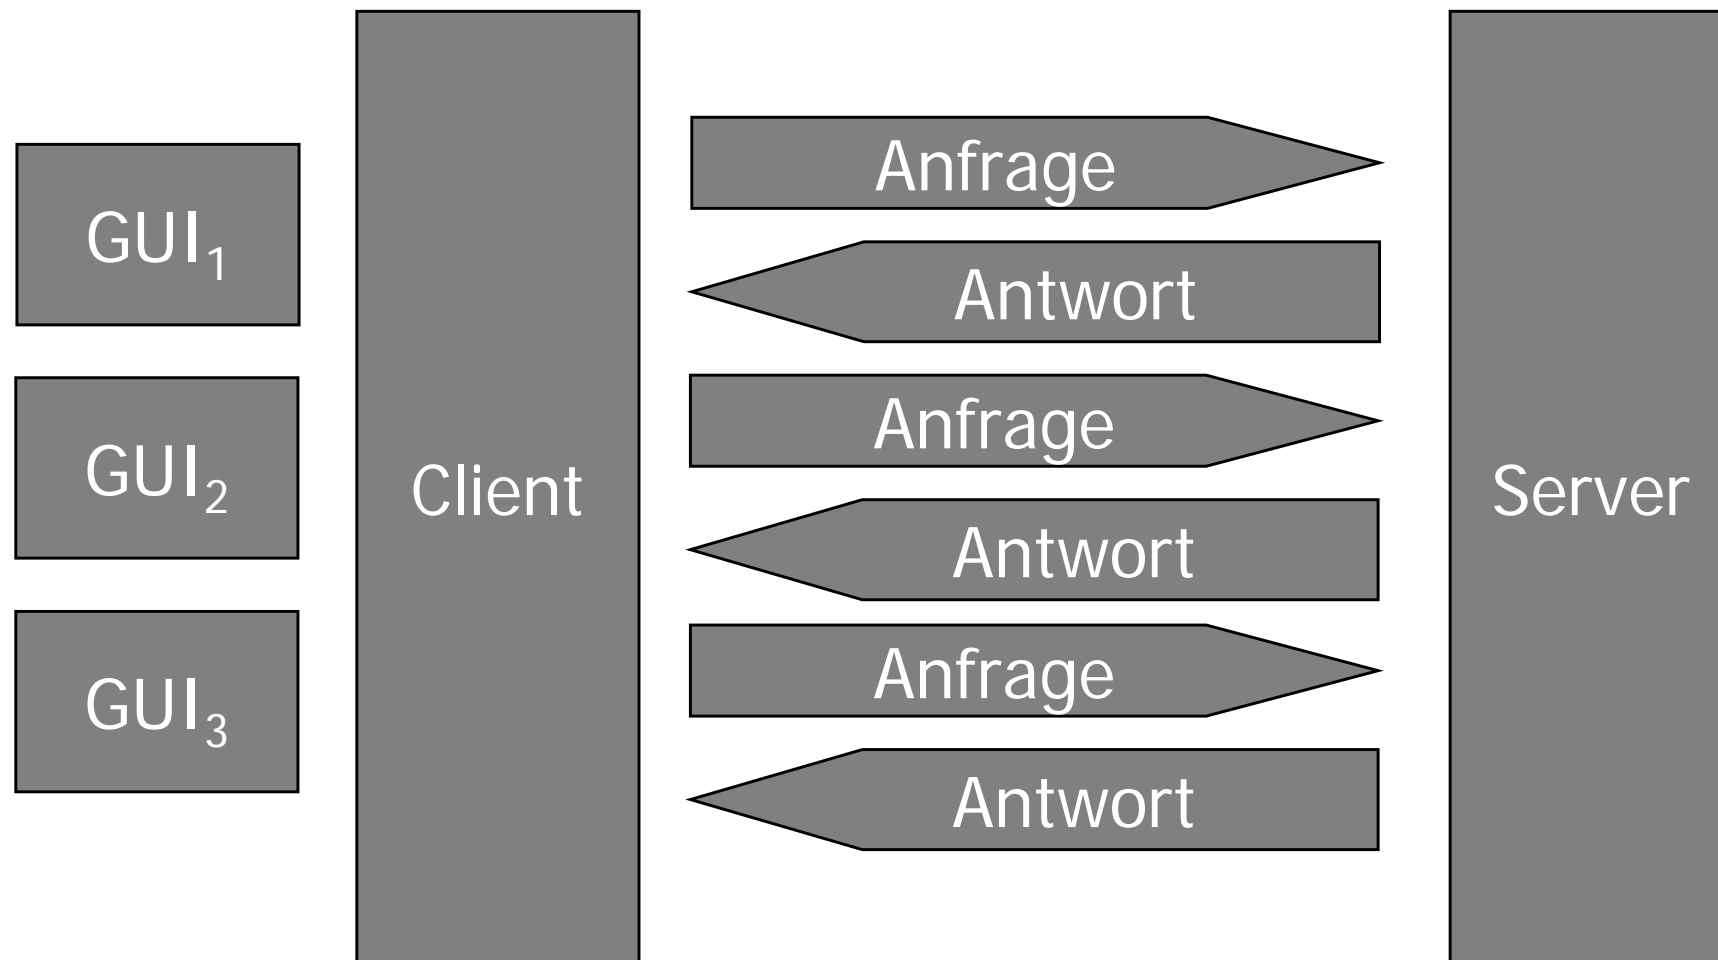 GUI₁
GUI₂
GUI₃
Client
Anfrage
Antwort
Anfrage
Antwort
Anfrage
Antwort
Server